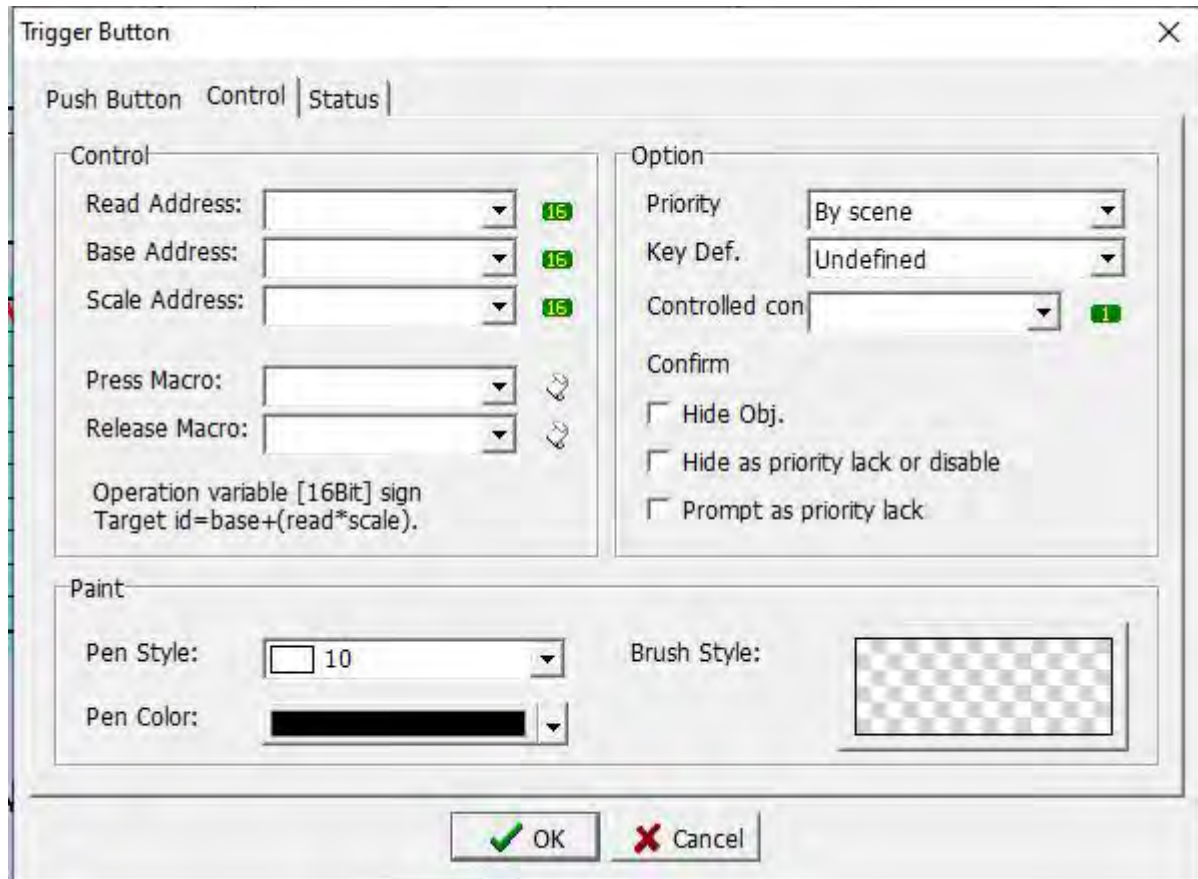 Trigger Button
Push Button Control Status
Control
Read Address: 16
Base Address: 16
Scale Address: 16
Press Macro:
Release Macro:
Operation variable [16Bit] sign
Target id=base+(read*scale).
Option
Priority By scene
Key Def. Undefined
Controlled con 1
Confirm
Hide Obj.
Hide as priority lack or disable
Prompt as priority lack
Paint
Pen Style: 10
Brush Style:
Pen Color:
OK Cancel